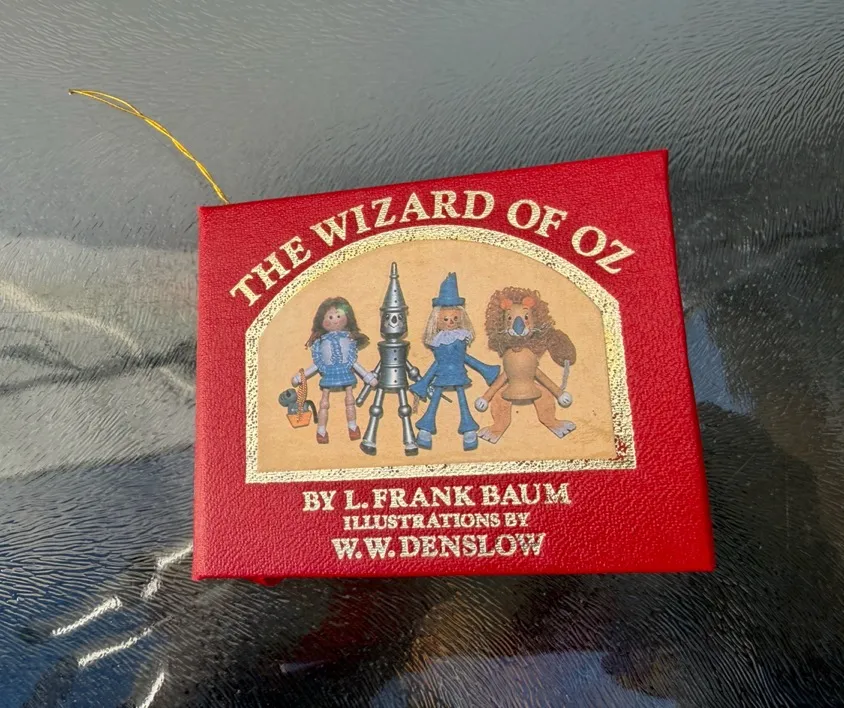 THE WIZARD OF OZ
BY L. FRANK BAUM
ILLUSTRATIONS BY
W.W. DENSLOW